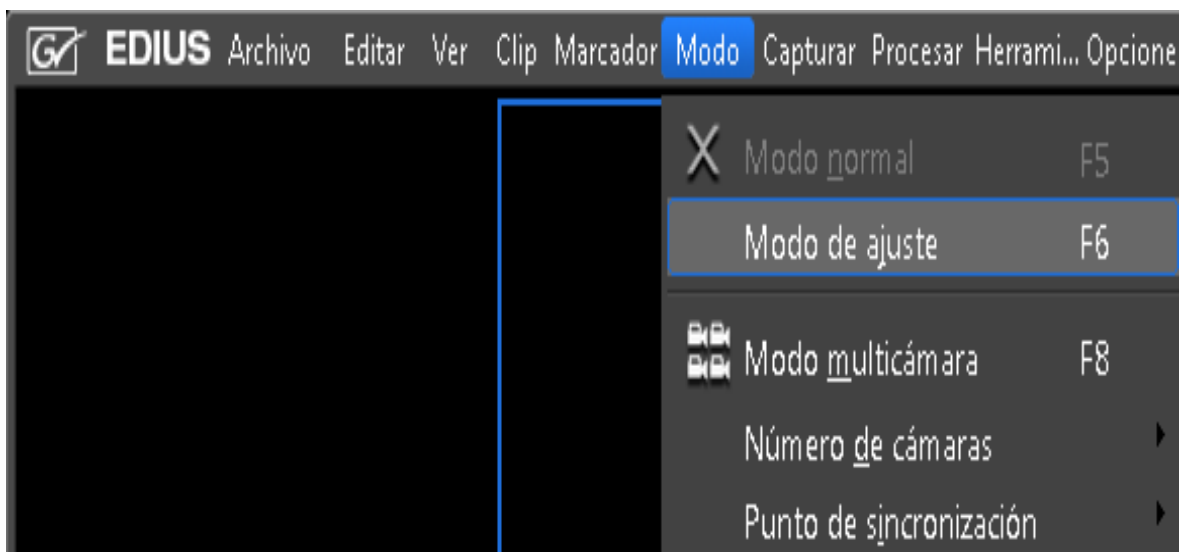 GV EDIUS Archivo Editar Ver Clip Marcador Modo Capturar Procesar Herrami... Opcione
Modo normal F5
Modo de ajuste F6
Modo multicámara F8
Número de cámaras
Punto de sincronización